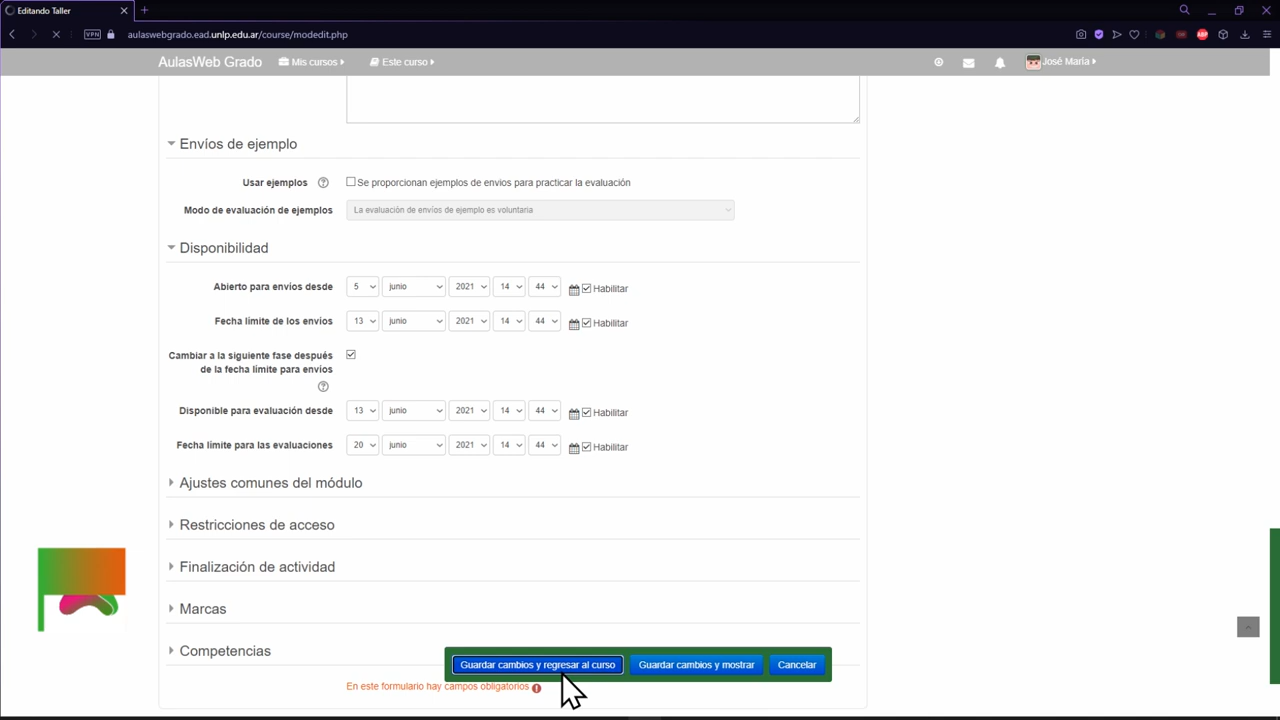 Editando Taller
VPN
aulaswebgrado.ead.unlp.edu.ar/course/modedit.php
ABP
AulasWeb Grado
Mis cursos
Este curso
José María
Envíos de ejemplo
Usar ejemplos
Se proporcionan ejemplos de envios para practicar la evaluación
Modo de evaluación de ejemplos
La evaluación de envíos de ejemplo es voluntaria
Disponibilidad
Abierto para envíos desde 5 junio 2021 14 44 Habilitar
Fecha límite de los envíos 13 junio 2021 14 44 Habilitar
Cambiar a la siguiente fase después
de la fecha límite para envíos
Disponible para evaluación desde 13 junio 2021 14 44 Habilitar
Fecha límite para las evaluaciones 20 junio 2021 14 44 Habilitar
Ajustes comunes del módulo
Restricciones de acceso
Finalización de actividad
Marcas
Competencias
Guardar cambios y regresar al curso
Guardar cambios y mostrar
Cancelar
En este formulario hay campos obligatorios